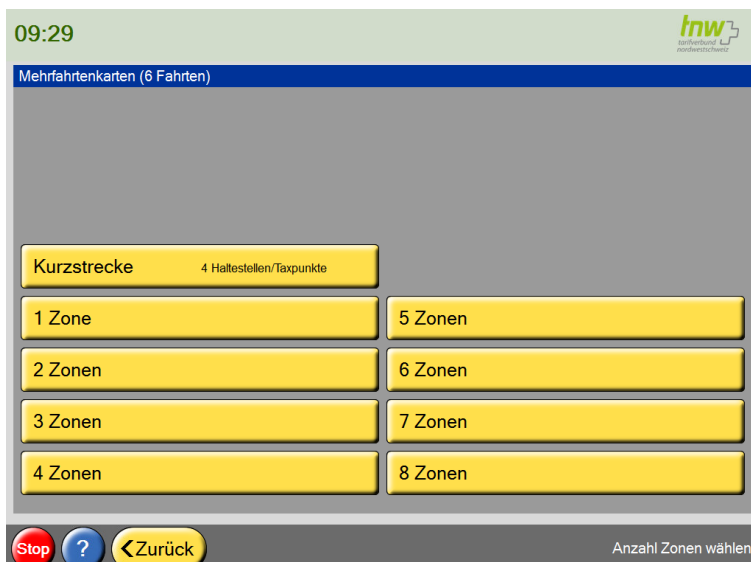 09:29
tnw
tarifverbund
nordwestschweiz
Mehrfahrtenkarten (6 Fahrten)
Kurzstrecke 4 Haltestellen/Taxpunkte
1 Zone
5 Zonen
2 Zonen
6 Zonen
3 Zonen
7 Zonen
4 Zonen
8 Zonen
Stop ? Zurück Anzahl Zonen wählen